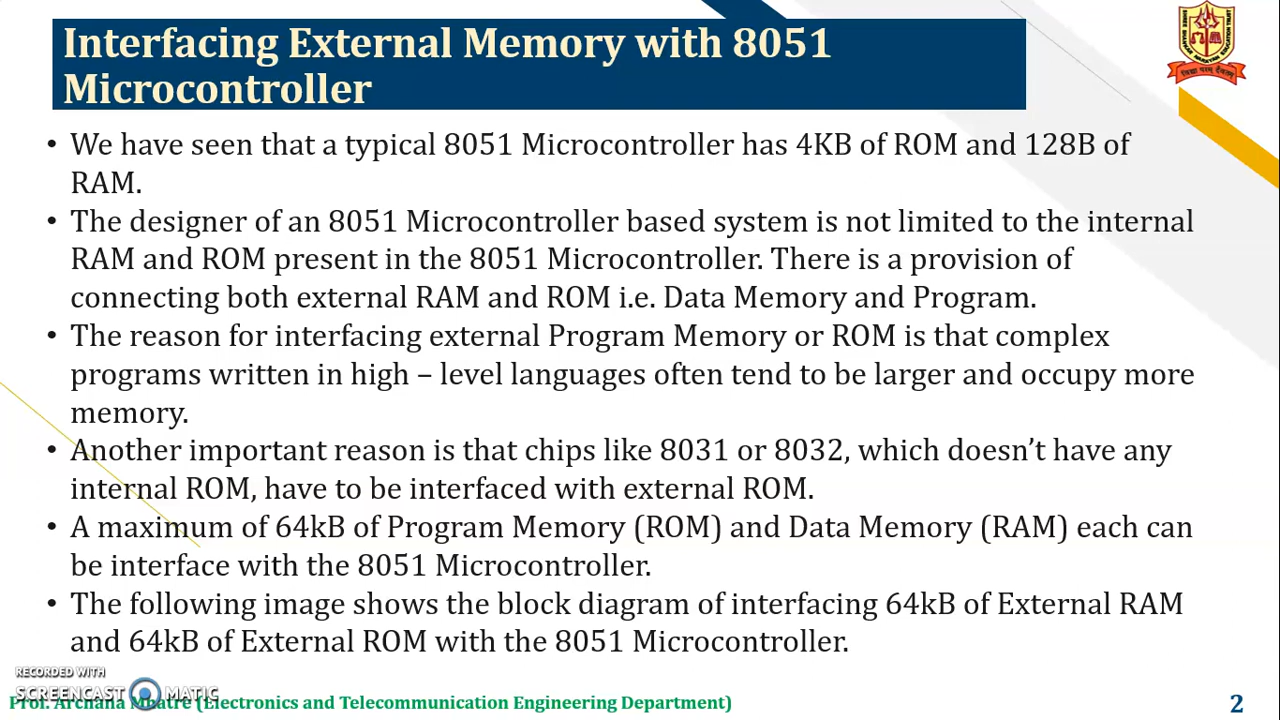 Interfacing External Memory with 8051
Microcontroller
• We have seen that a typical 8051 Microcontroller has 4KB of ROM and 128B of
RAM.
• The designer of an 8051 Microcontroller based system is not limited to the internal
RAM and ROM present in the 8051 Microcontroller. There is a provision of
connecting both external RAM and ROM i.e. Data Memory and Program.
• The reason for interfacing external Program Memory or ROM is that complex
programs written in high – level languages often tend to be larger and occupy more
memory.
• Another important reason is that chips like 8031 or 8032, which doesn’t have any
internal ROM, have to be interfaced with external ROM.
• A maximum of 64kB of Program Memory (ROM) and Data Memory (RAM) each can
be interface with the 8051 Microcontroller.
• The following image shows the block diagram of interfacing 64kB of External RAM
and 64kB of External ROM with the 8051 Microcontroller.
RECORDED WITH
SCREENCAST MATIC
Prof. Archana Mhatre (Electronics and Telecommunication Engineering Department)
2